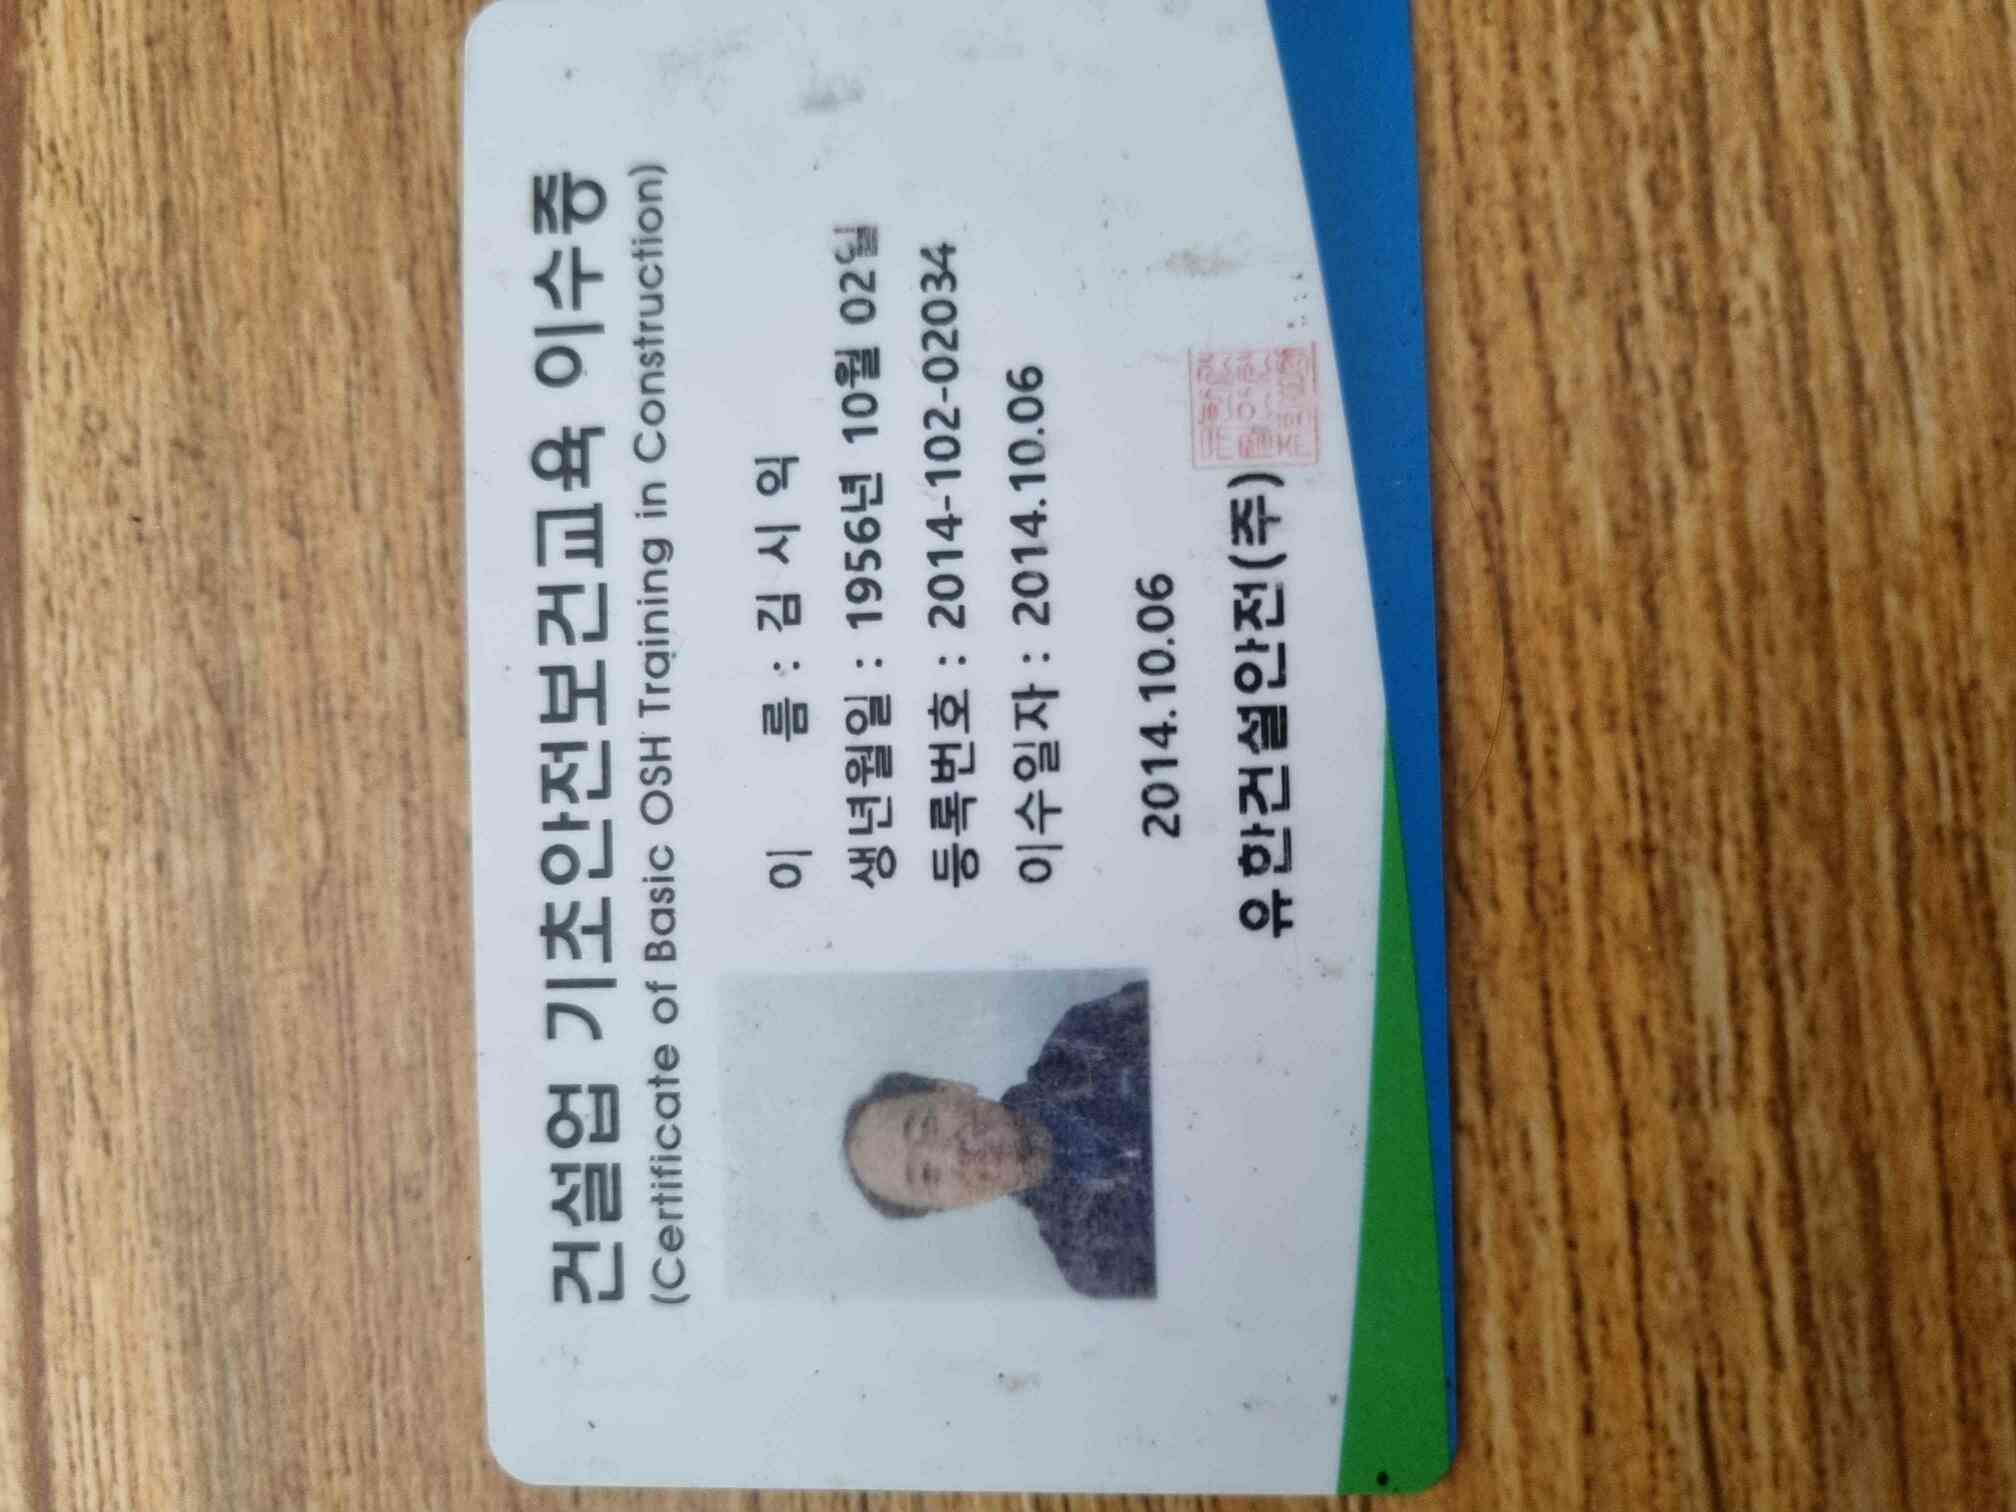 건설업 기초안전보건교육 이수증
(Certificate of Basic OSH Training in Construction)
이 름 : 김 시 익
생년월일 : 1956년 10월 02일
등록번호 : 2014-102-02034
이수일자 : 2014.10.06
2014.10.06
유한건설안전(주)